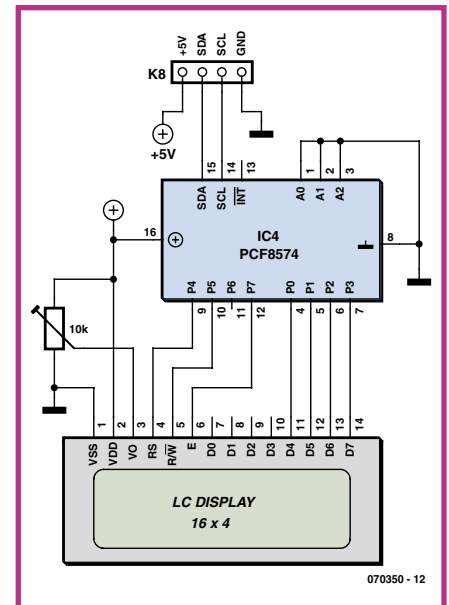 +5V SDA SCL GND
K8
+5V
15 14 13 1 2 3
SDA SCL INT A0 A1 A2
16
IC4
PCF8574
8
P4 P5 P6 P7 P0 P1 P2 P3
9 10 11 12 4 5 6 7
10k
1 2 3 4 5 6 7 8 9 10 11 12 13 14
VSS VDD VO RS R/W E D0 D1 D2 D3 D4 D5 D6 D7
LC DISPLAY
16 x 4
070350 - 12